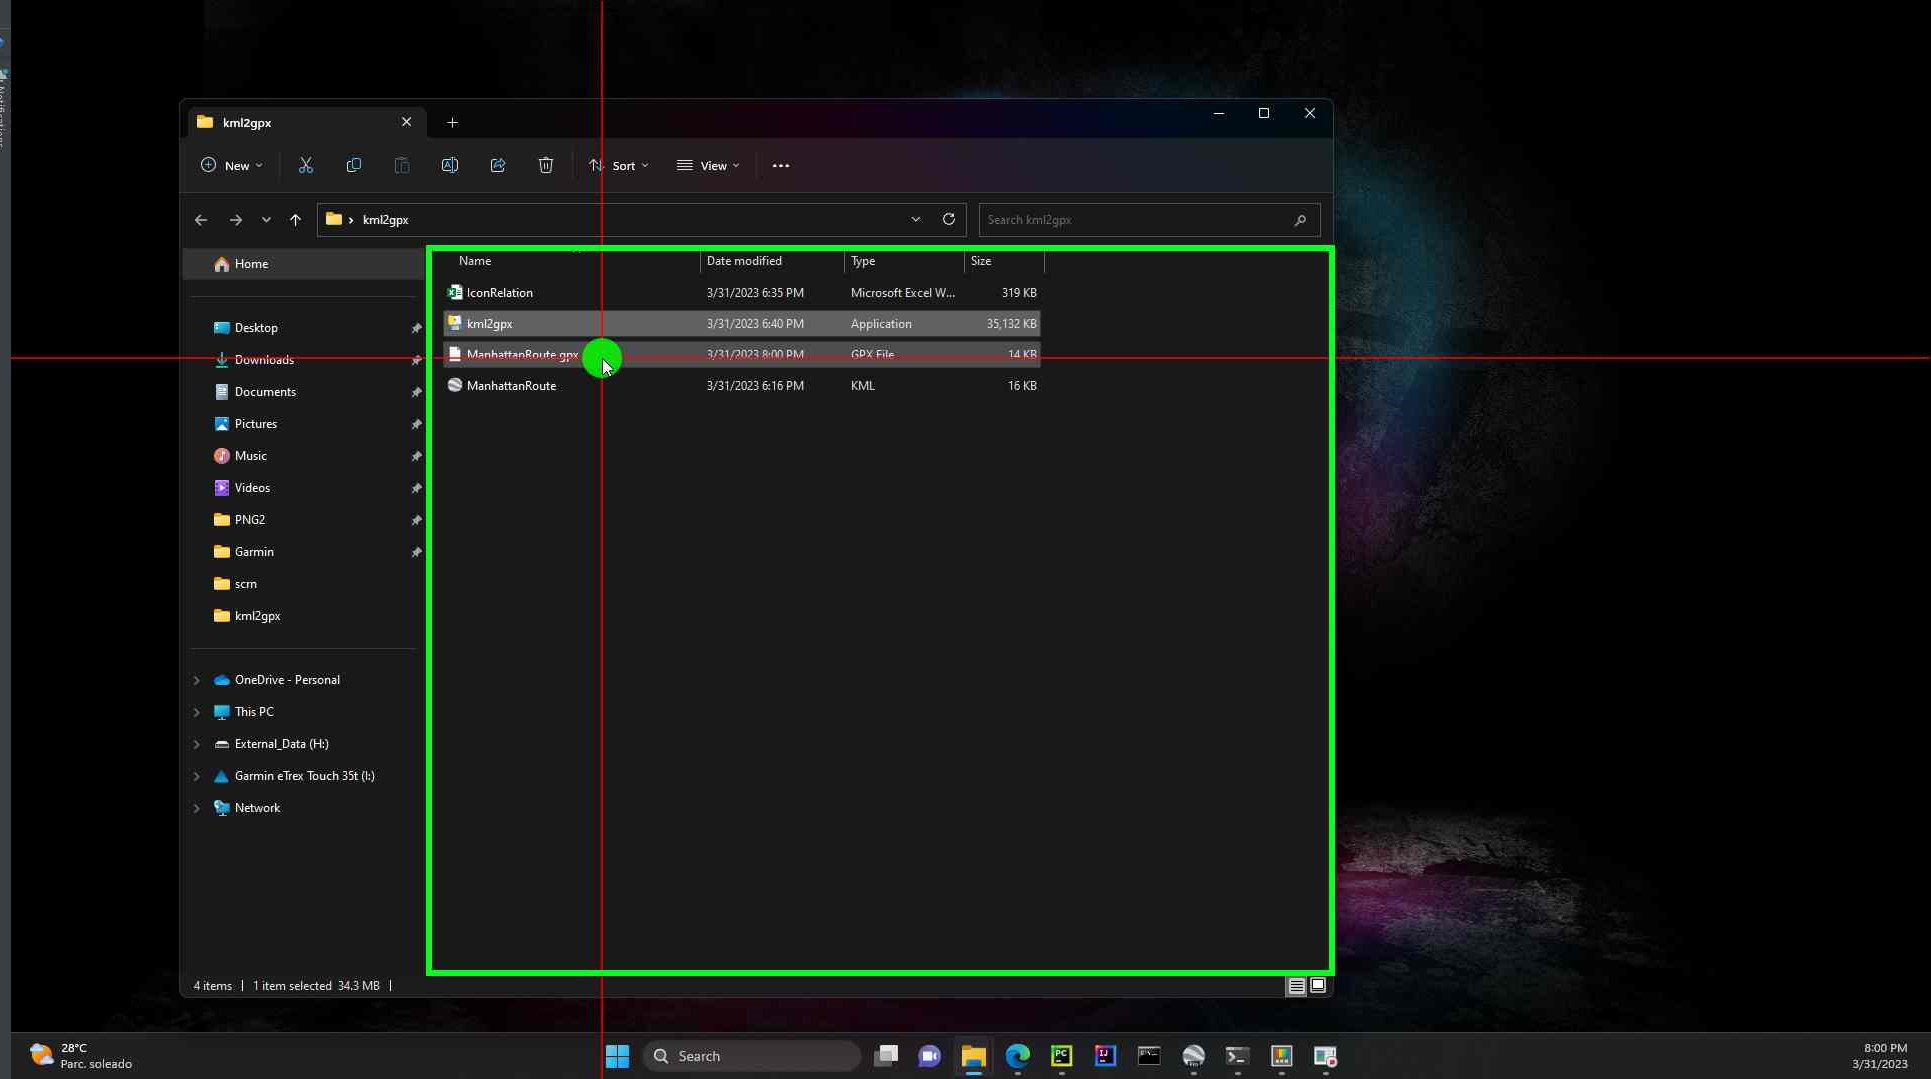 Notifications
kml2gpx
New
Sort
View
kml2gpx
Search kml2gpx
Home
Desktop
Downloads
Documents
Pictures
Music
Videos
PNG2
Garmin
scrn
kml2gpx
OneDrive - Personal
This PC
External_Data (H:)
Garmin eTrex Touch 35t (I:)
Network
Name Date modified Type Size
IconRelation 3/31/2023 6:35 PM Microsoft Excel W... 319 KB
kml2gpx 3/31/2023 6:40 PM Application 35,132 KB
ManhattanRoute.gpx 3/31/2023 8:00 PM GPX File 14 KB
ManhattanRoute 3/31/2023 6:16 PM KML 16 KB
4 items | 1 item selected 34.3 MB |
28°C
Parc. soleado
Search
PC
IJ
8:00 PM
3/31/2023